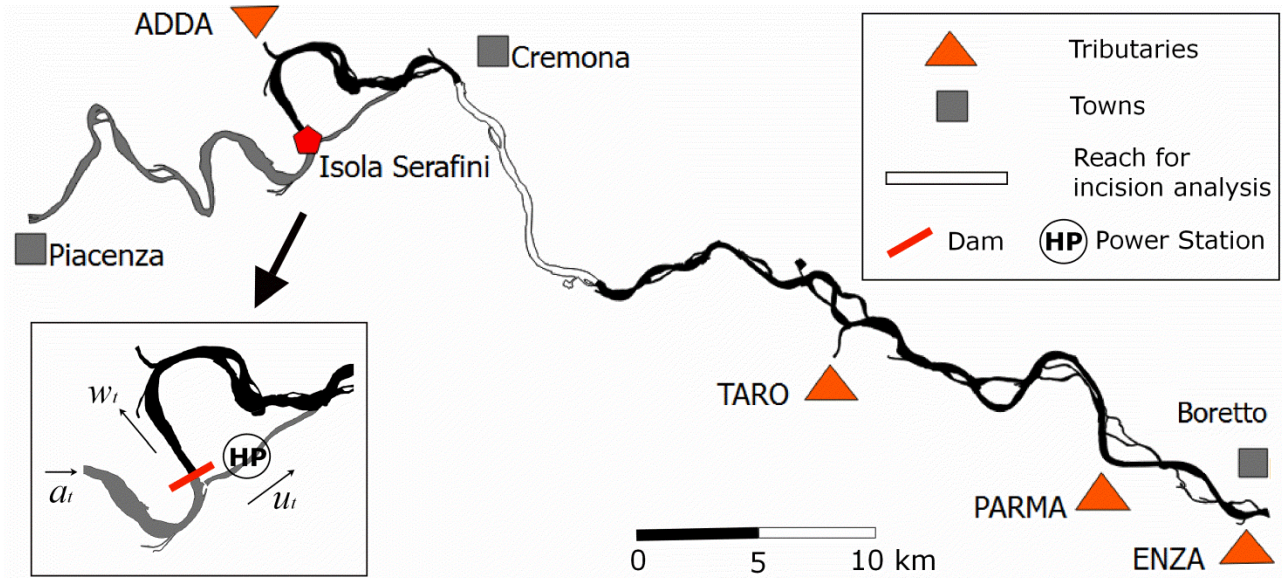 ADDA
Cremona
Isola Serafini
Piacenza
Tributaries
Towns
Reach for
incision analysis
Dam
HP
Power Station
TARO
Boretto
PARMA
ENZA
0
5
10 km
wt
at
HP
ut